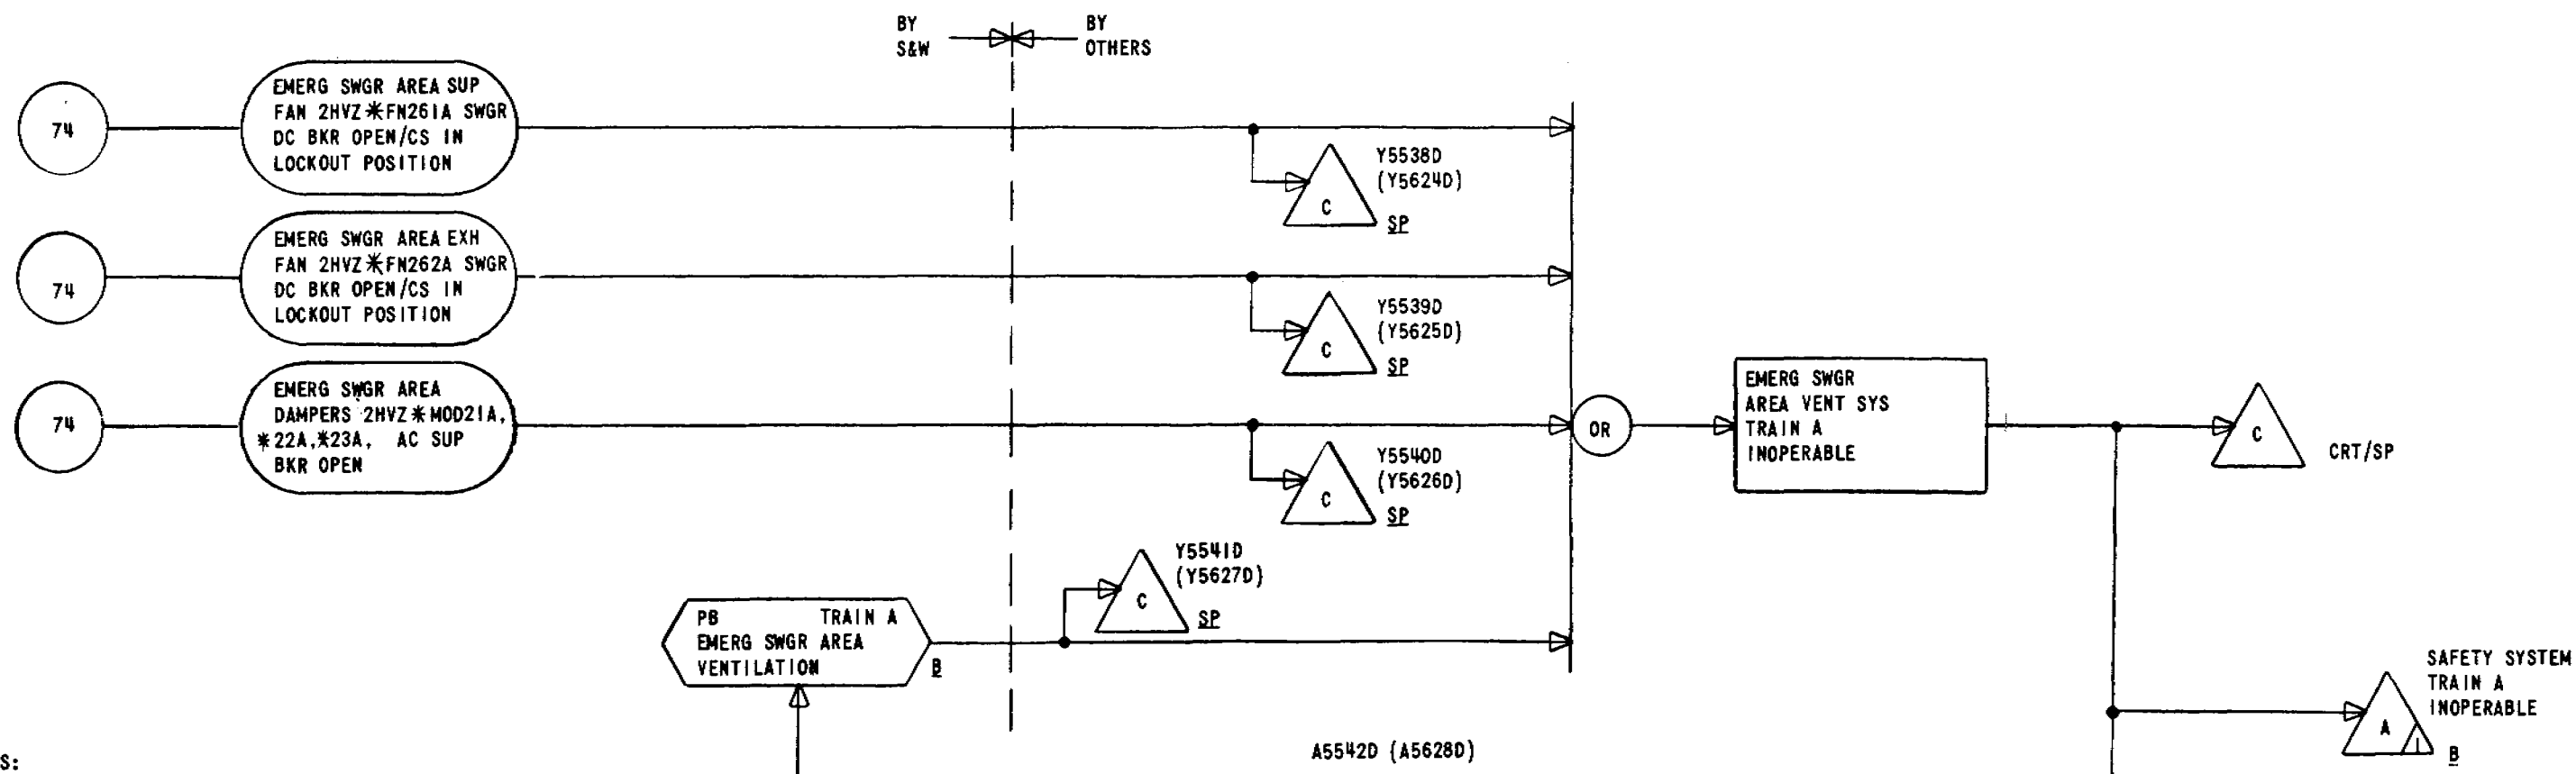 BY
S&W
BY
OTHERS
74
EMERG SWGR AREA SUP
FAN 2HVZ*FN261A SWGR
DC BKR OPEN/CS IN
LOCKOUT POSITION
Y5538D
(Y5624D)
C
SP
74
EMERG SWGR AREA EXH
FAN 2HVZ*FN262A SWGR
DC BKR OPEN/CS IN
LOCKOUT POSITION
Y5539D
(Y5625D)
C
SP
74
EMERG SWGR AREA
DAMPERS 2HVZ*MOD21A,
*22A,*23A, AC SUP
BKR OPEN
Y5540D
(Y5626D)
C
SP
OR
EMERG SWGR
AREA VENT SYS
TRAIN A
INOPERABLE
C
CRT/SP
Y5541D
(Y5627D)
C
SP
PB TRAIN A
EMERG SWGR AREA
VENTILATION
B
SAFETY SYSTEM
TRAIN A
INOPERABLE
A
1
B
A5542D (A5628D)
S: